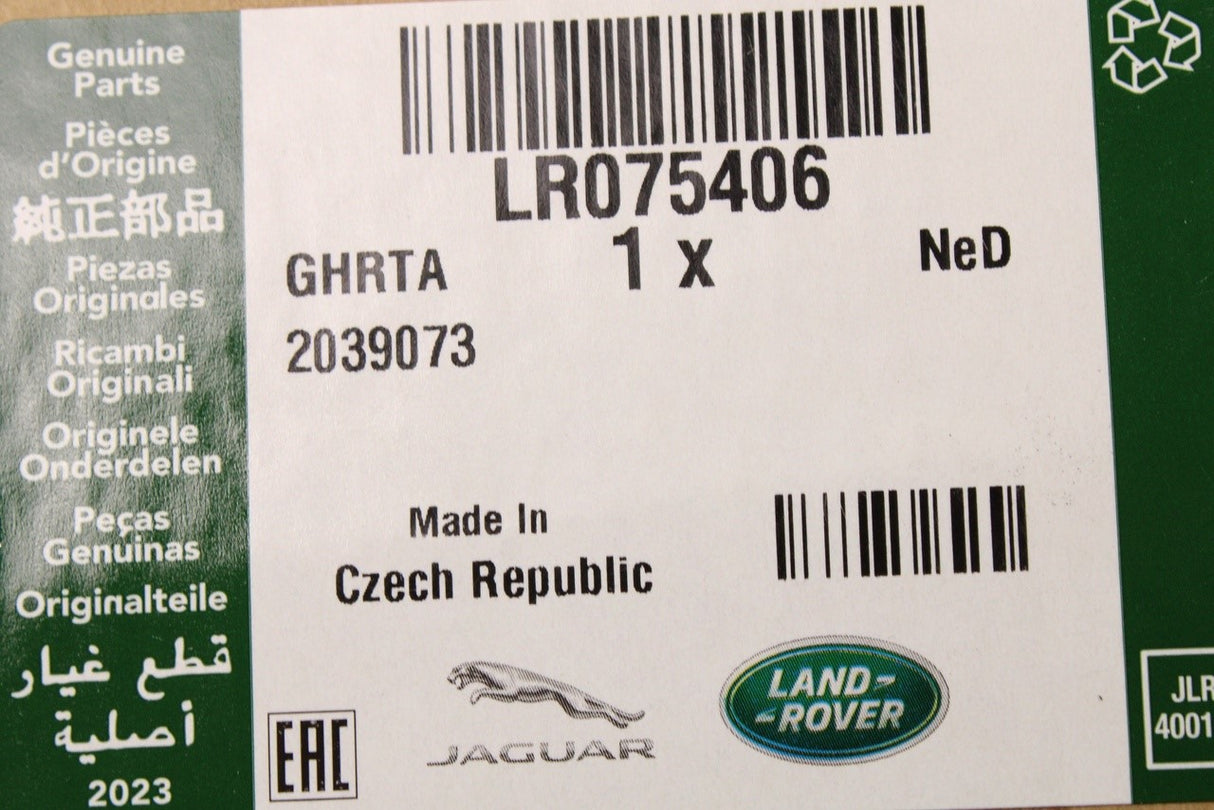 Genuine
Parts
Pièces
d'Origine
純正部品
Piezas
Originales
Ricambi
Originali
Originele
Onderdelen
Peças
Genuinas
Originalteile
قطع غيار
أصلية
2023
LR075406
GHRTA
1 x
NeD
2039073
Made In
Czech Republic
EAC
JAGUAR
LAND-
-ROVER
JLR
4001